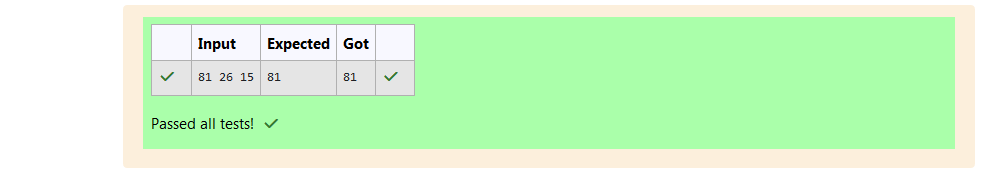 Input Expected Got
81 26 15 81 81
Passed all tests!